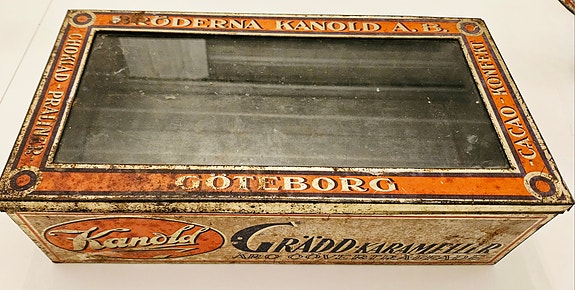 BRÖDERNA KANOLD A.B.
CHOKLAD · PRALINER
CACAO · KONFEKT
GÖTEBORG
Kanold
GRÄDDKARAMELLER